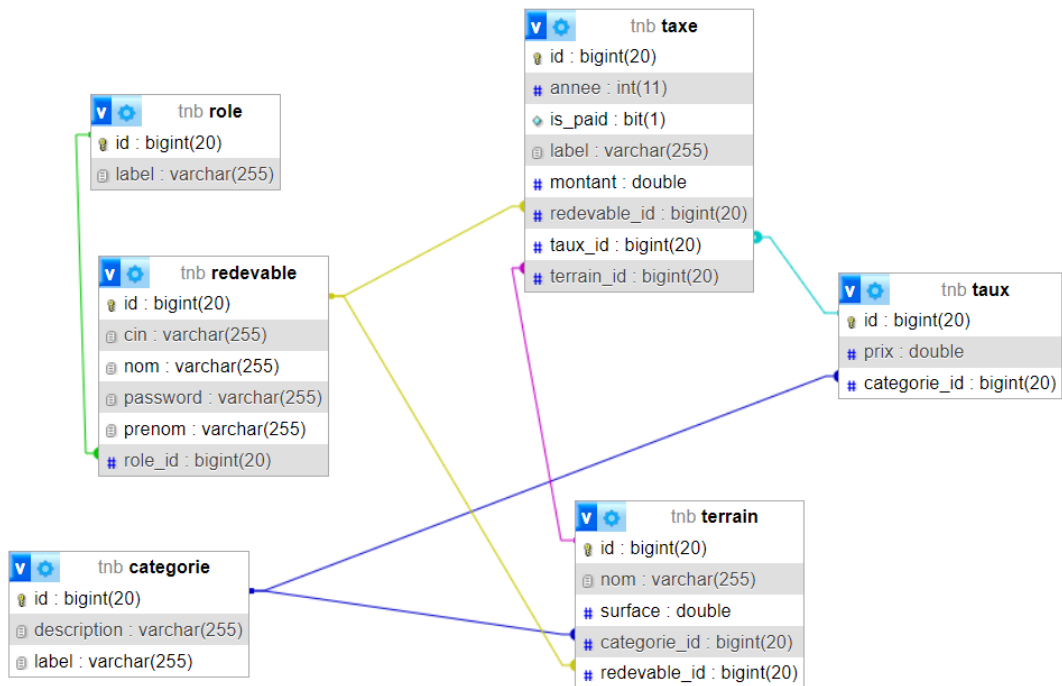 v tnb taxe
id : bigint(20)
# annee : int(11)
is_paid : bit(1)
label : varchar(255)
# montant : double
# redevable_id : bigint(20)
# taux_id : bigint(20)
# terrain_id : bigint(20)
v tnb role
id : bigint(20)
label : varchar(255)
v tnb redevable
id : bigint(20)
cin : varchar(255)
nom : varchar(255)
password : varchar(255)
prenom : varchar(255)
# role_id : bigint(20)
v tnb taux
id : bigint(20)
# prix : double
# categorie_id : bigint(20)
v tnb terrain
id : bigint(20)
nom : varchar(255)
# surface : double
# categorie_id : bigint(20)
# redevable_id : bigint(20)
v tnb categorie
id : bigint(20)
description : varchar(255)
label : varchar(255)